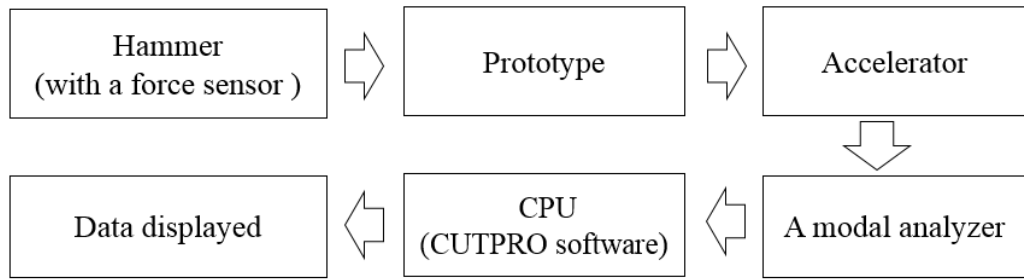 Hammer
(with a force sensor )
Prototype
Accelerator
A modal analyzer
CPU
(CUTPRO software)
Data displayed